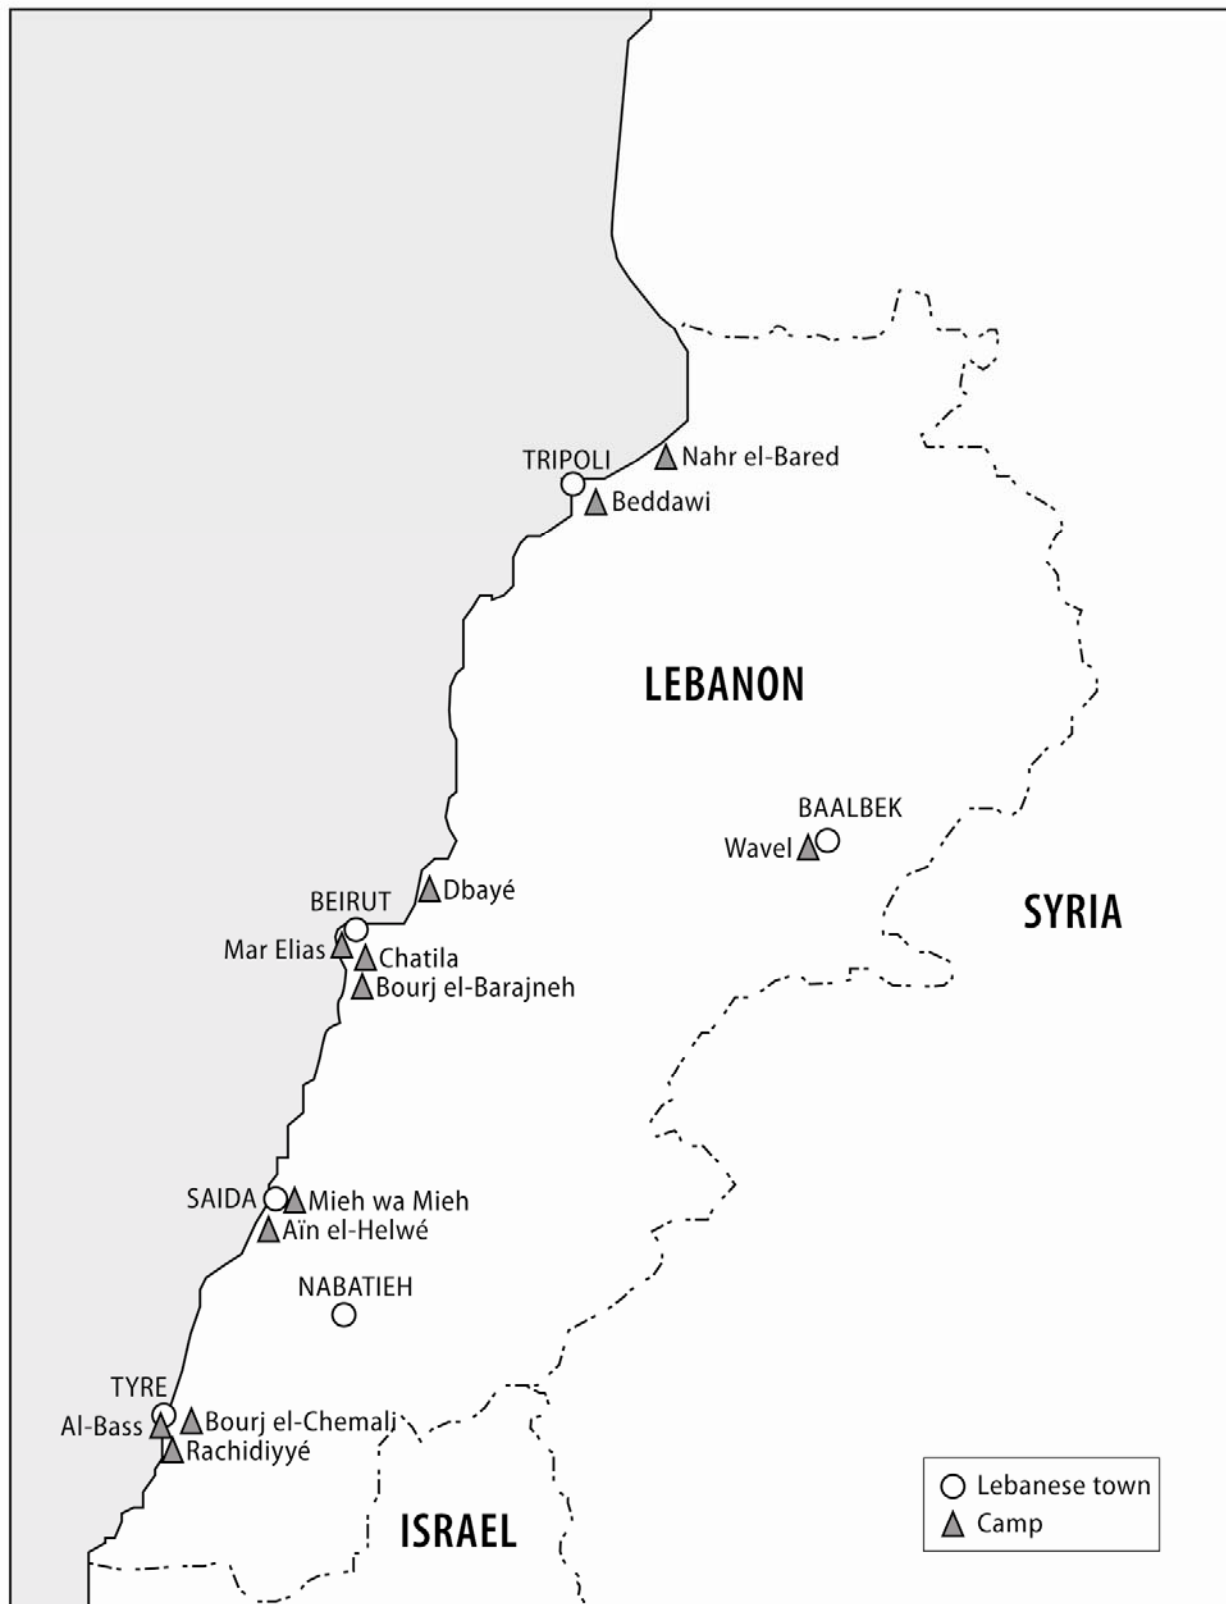 TRIPOLI
Nahr el-Bared
Beddawi
LEBANON
BAALBEK
Wavel
Dbayé
BEIRUT
SYRIA
Mar Elias
Chatila
Bourj el-Barajneh
SAIDA
Mieh wa Mieh
Aïn el-Helwé
NABATIEH
TYRE
Al-Bass
Bourj el-Chemali
Rachidiyyé
ISRAEL
Lebanese town
Camp